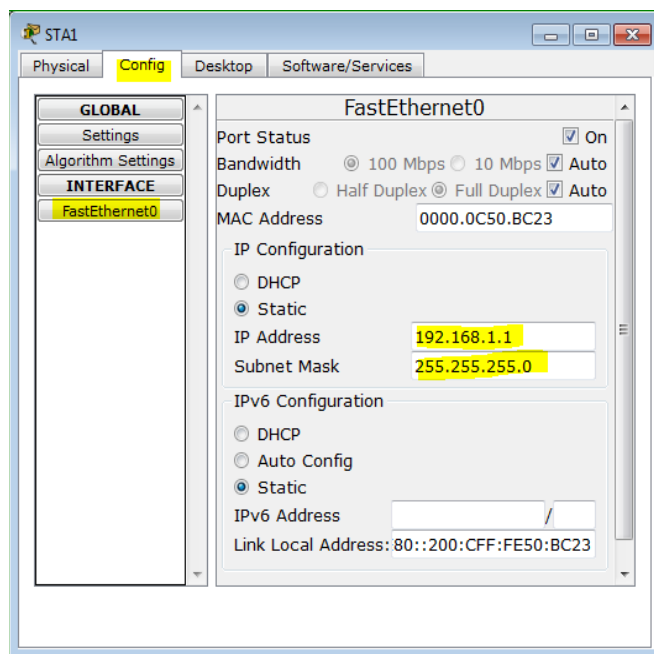 STA1
Physical Config Desktop Software/Services
GLOBAL
Settings
Algorithm Settings
INTERFACE
FastEthernet0
FastEthernet0
Port Status On
Bandwidth 100 Mbps 10 Mbps Auto
Duplex Half Duplex Full Duplex Auto
MAC Address 0000.0C50.BC23
IP Configuration
DHCP
Static
IP Address 192.168.1.1
Subnet Mask 255.255.255.0
IPv6 Configuration
DHCP
Auto Config
Static
IPv6 Address /
Link Local Address: 80::200:CFF:FE50:BC23